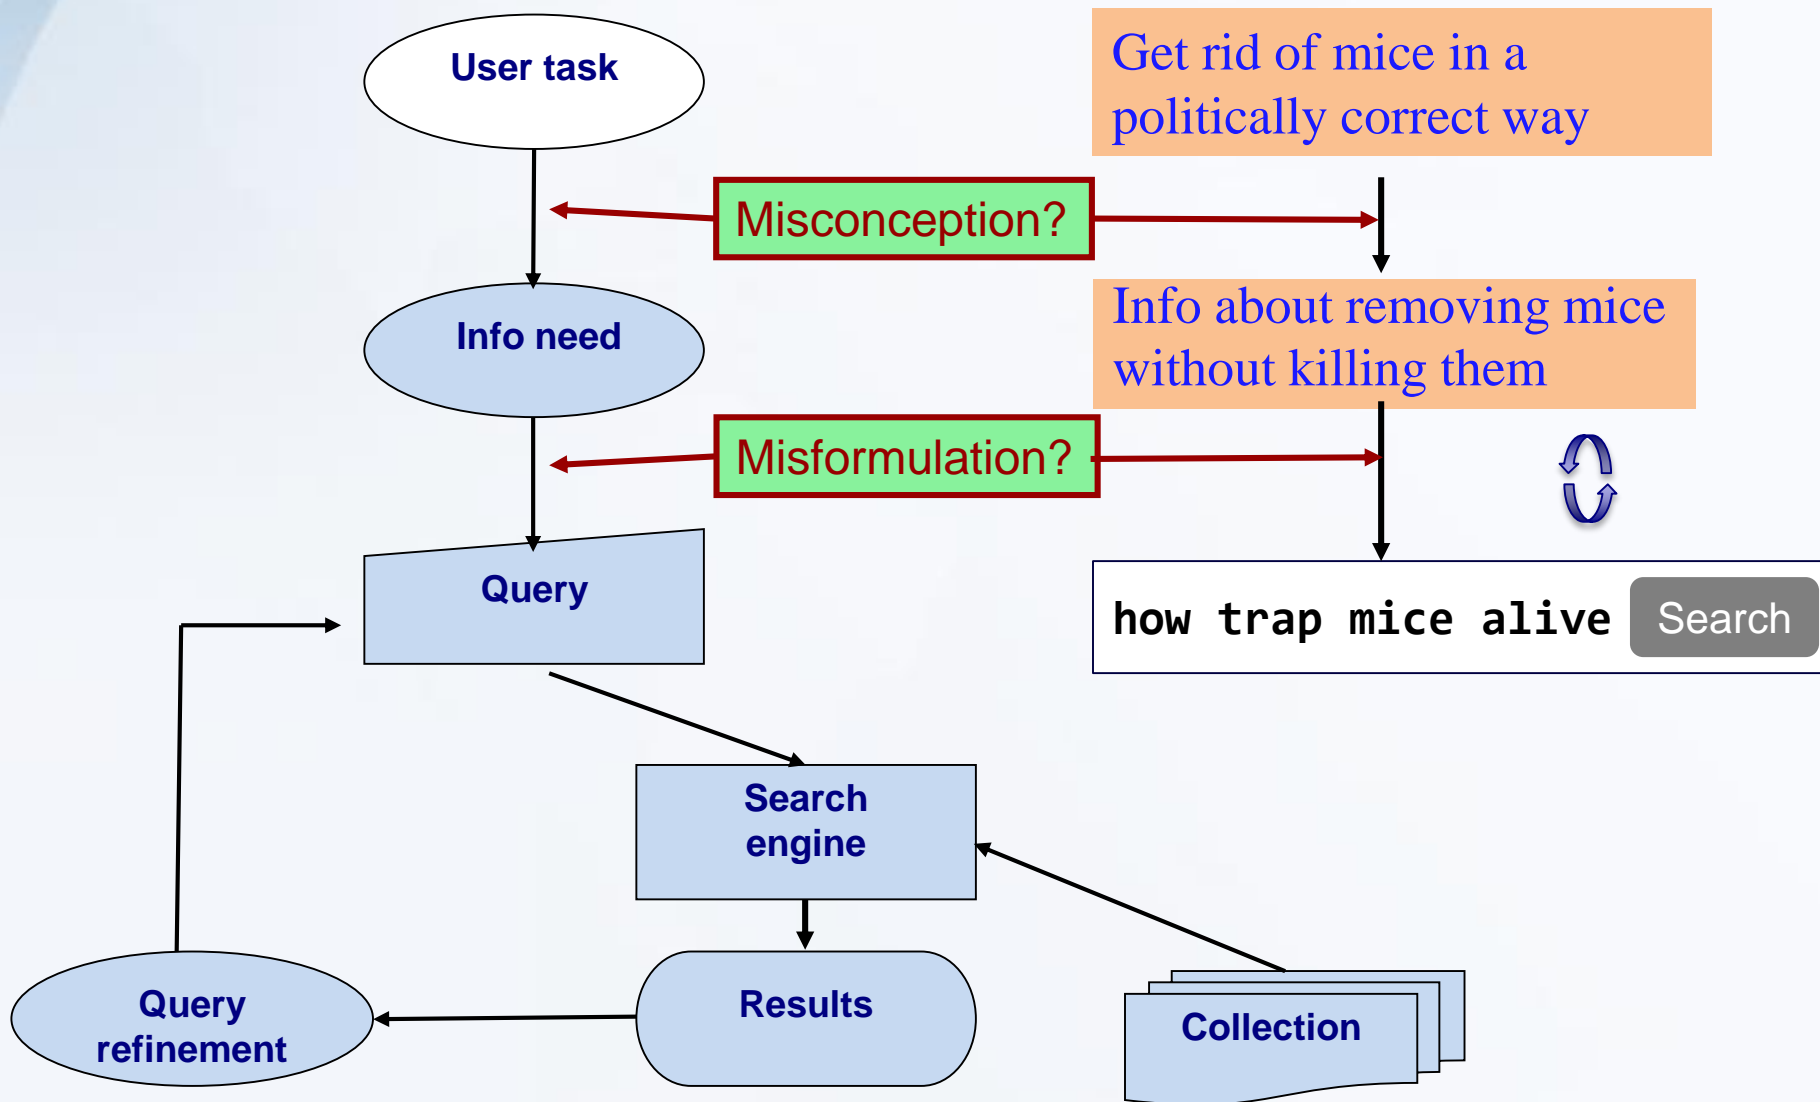 User task
Get rid of mice in a
politically correct way
Misconception?
Info need
Info about removing mice
without killing them
Misformulation?
Query
how trap mice alive
Search
Search
engine
Query
refinement
Results
Collection